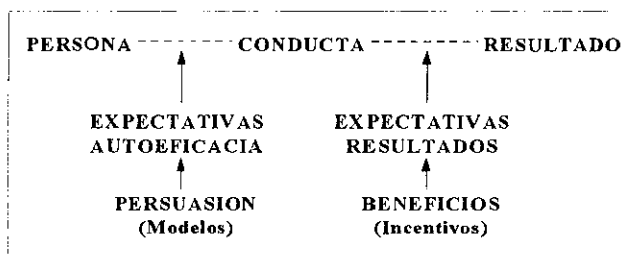 PERSONA CONDUCTA RESULTADO
EXPECTATIVAS EXPECTATIVAS
AUTOEFICACIA RESULTADOS
PERSUASION BENEFICIOS
(Modelos) (Incentivos)